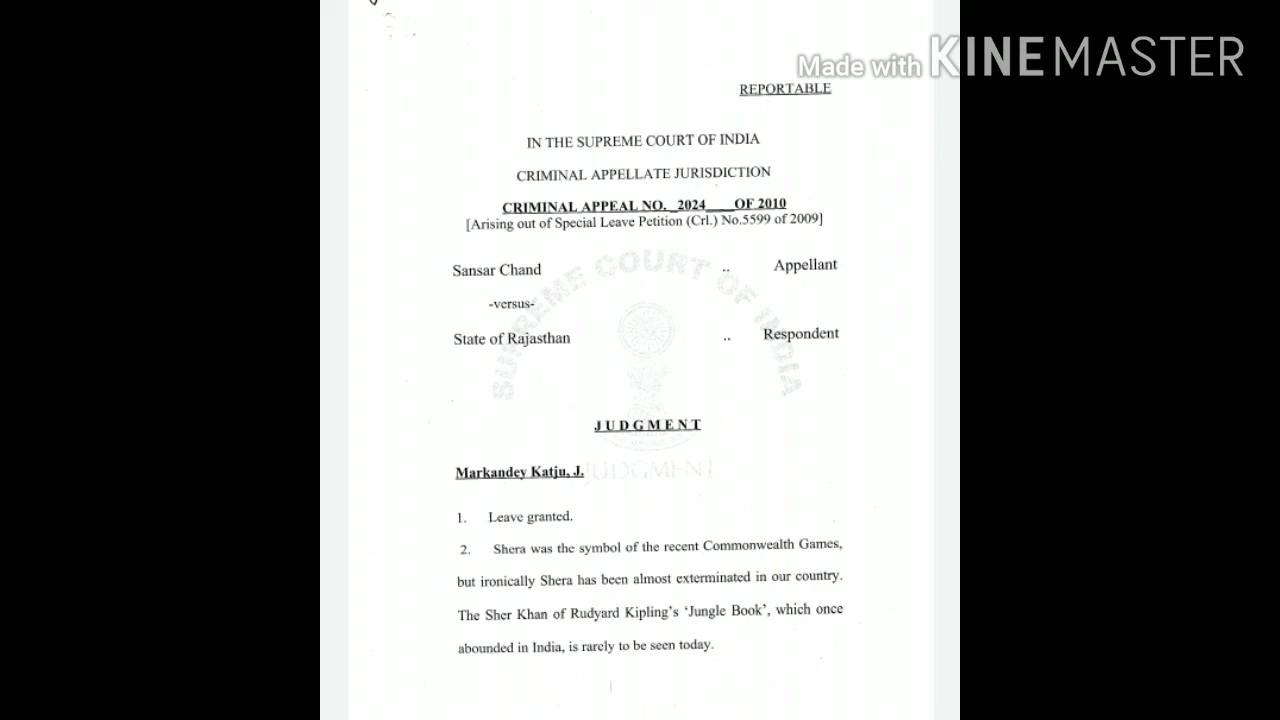 Made with KINEMASTER
REPORTABLE
IN THE SUPREME COURT OF INDIA
CRIMINAL APPELLATE JURISDICTION
CRIMINAL APPEAL NO. _2024____OF 2010
[Arising out of Special Leave Petition (Crl.) No.5599 of 2009]
Sansar Chand .. Appellant
-versus-
State of Rajasthan .. Respondent
SUPREME COURT OF INDIA
JUDGMENT
J U D G M E N T
Markandey Katju, J.
1. Leave granted.
2. Shera was the symbol of the recent Commonwealth Games,
but ironically Shera has been almost exterminated in our country.
The Sher Khan of Rudyard Kipling's 'Jungle Book', which once
abounded in India, is rarely to be seen today.